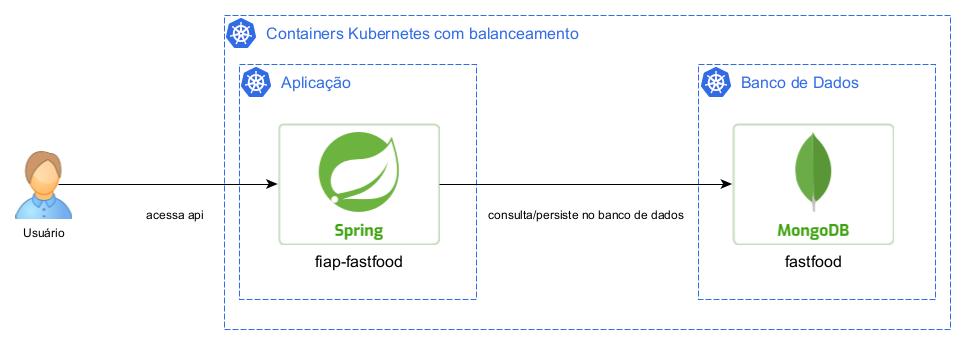 Containers Kubernetes com balanceamento
Aplicação
Banco de Dados
acessa api
consulta/persiste no banco de dados
Usuário
Spring
MongoDB
fiap-fastfood
fastfood